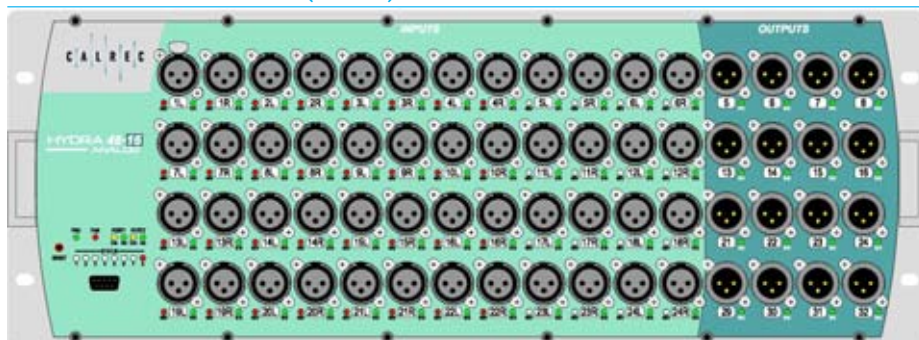 INPUTS
OUTPUTS
CALREC
1L 1R 2L 2R 3L 3R 4L 4R 5L 5R 6L 6R 5 6 7 8
HYDRA 48-16
ANALOG
7L 7R 8L 8R 9L 9R 10L 10R 11L 11R 12L 12R 13 14 15 16
13L 13R 14L 14R 15L 15R 16L 16R 17L 17R 18L 18R 21 22 23 24
RESET
19L 19R 20L 20R 21L 21R 22L 22R 23L 23R 24L 24R 29 30 31 32